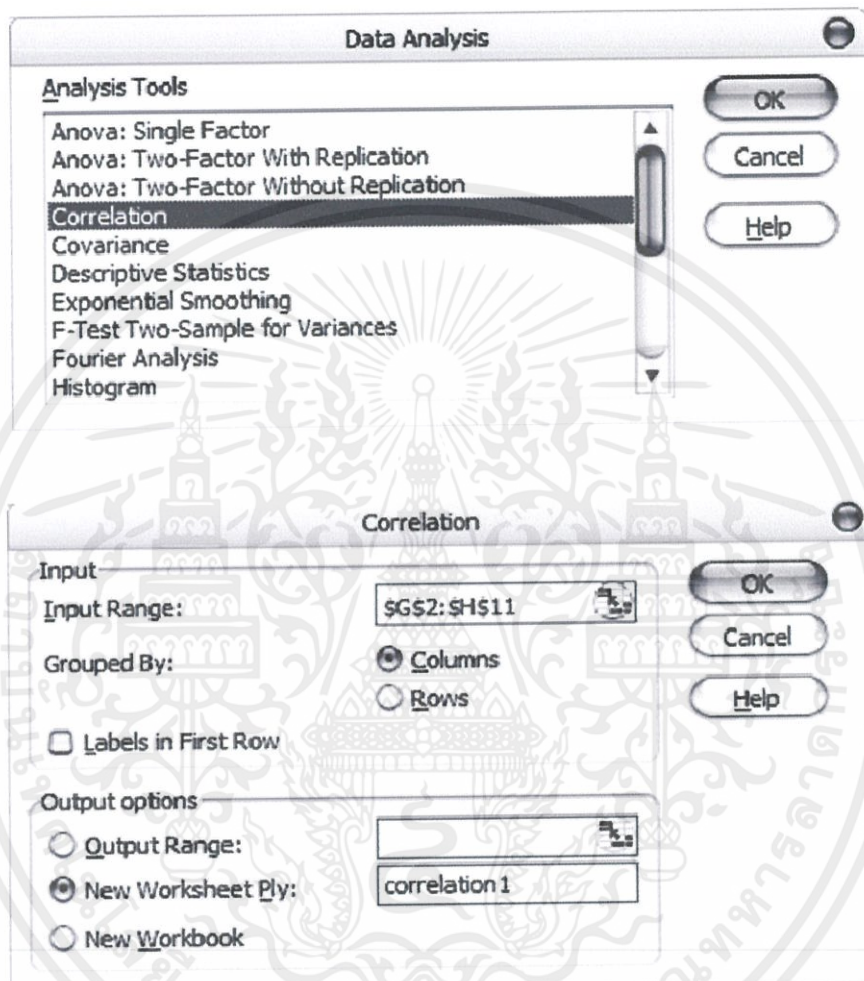 Data Analysis
Analysis Tools
OK
Anova: Single Factor
Anova: Two-Factor With Replication
Cancel
Anova: Two-Factor Without Replication
Correlation
Help
Covariance
Descriptive Statistics
Exponential Smoothing
F-Test Two-Sample for Variances
Fourier Analysis
Histogram
Correlation
Input
OK
Input Range: $G$2:$H$11
Cancel
Grouped By: Columns
Rows
Help
Labels in First Row
Output options
Output Range:
New Worksheet Ply: correlation1
New Workbook